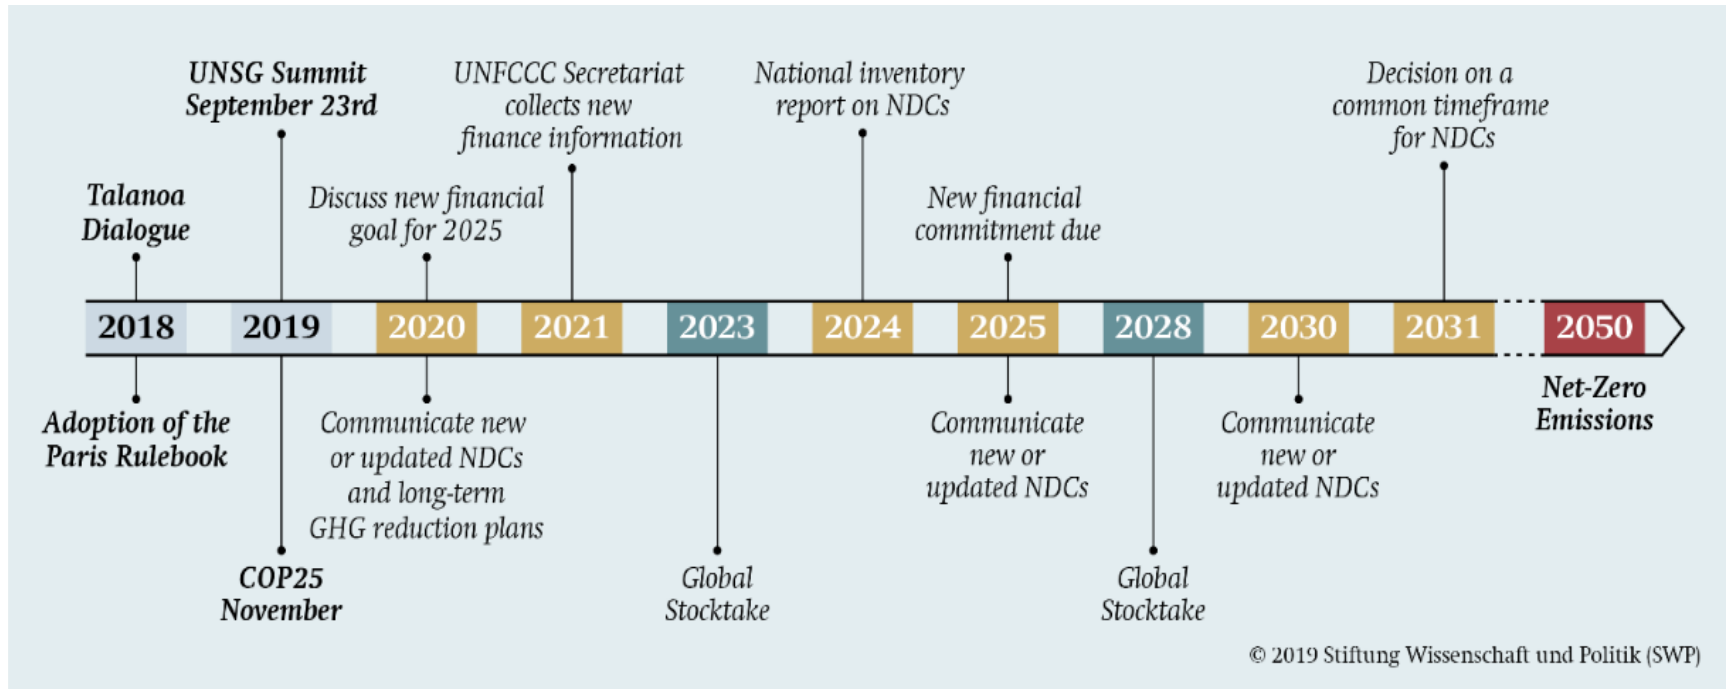 UNSG Summit
September 23rd
UNFCCC Secretariat
collects new
finance information
National inventory
report on NDCs
Decision on a
common timeframe
for NDCs
Talanoa
Dialogue
Discuss new financial
goal for 2025
New financial
commitment due
2018 2019 2020 2021 2023 2024 2025 2028 2030 2031 2050
Adoption of the
Paris Rulebook
Communicate new
or updated NDCs
and long-term
GHG reduction plans
Communicate
new or
updated NDCs
Communicate
new or
updated NDCs
Net-Zero
Emissions
COP25
November
Global
Stocktake
Global
Stocktake
© 2019 Stiftung Wissenschaft und Politik (SWP)